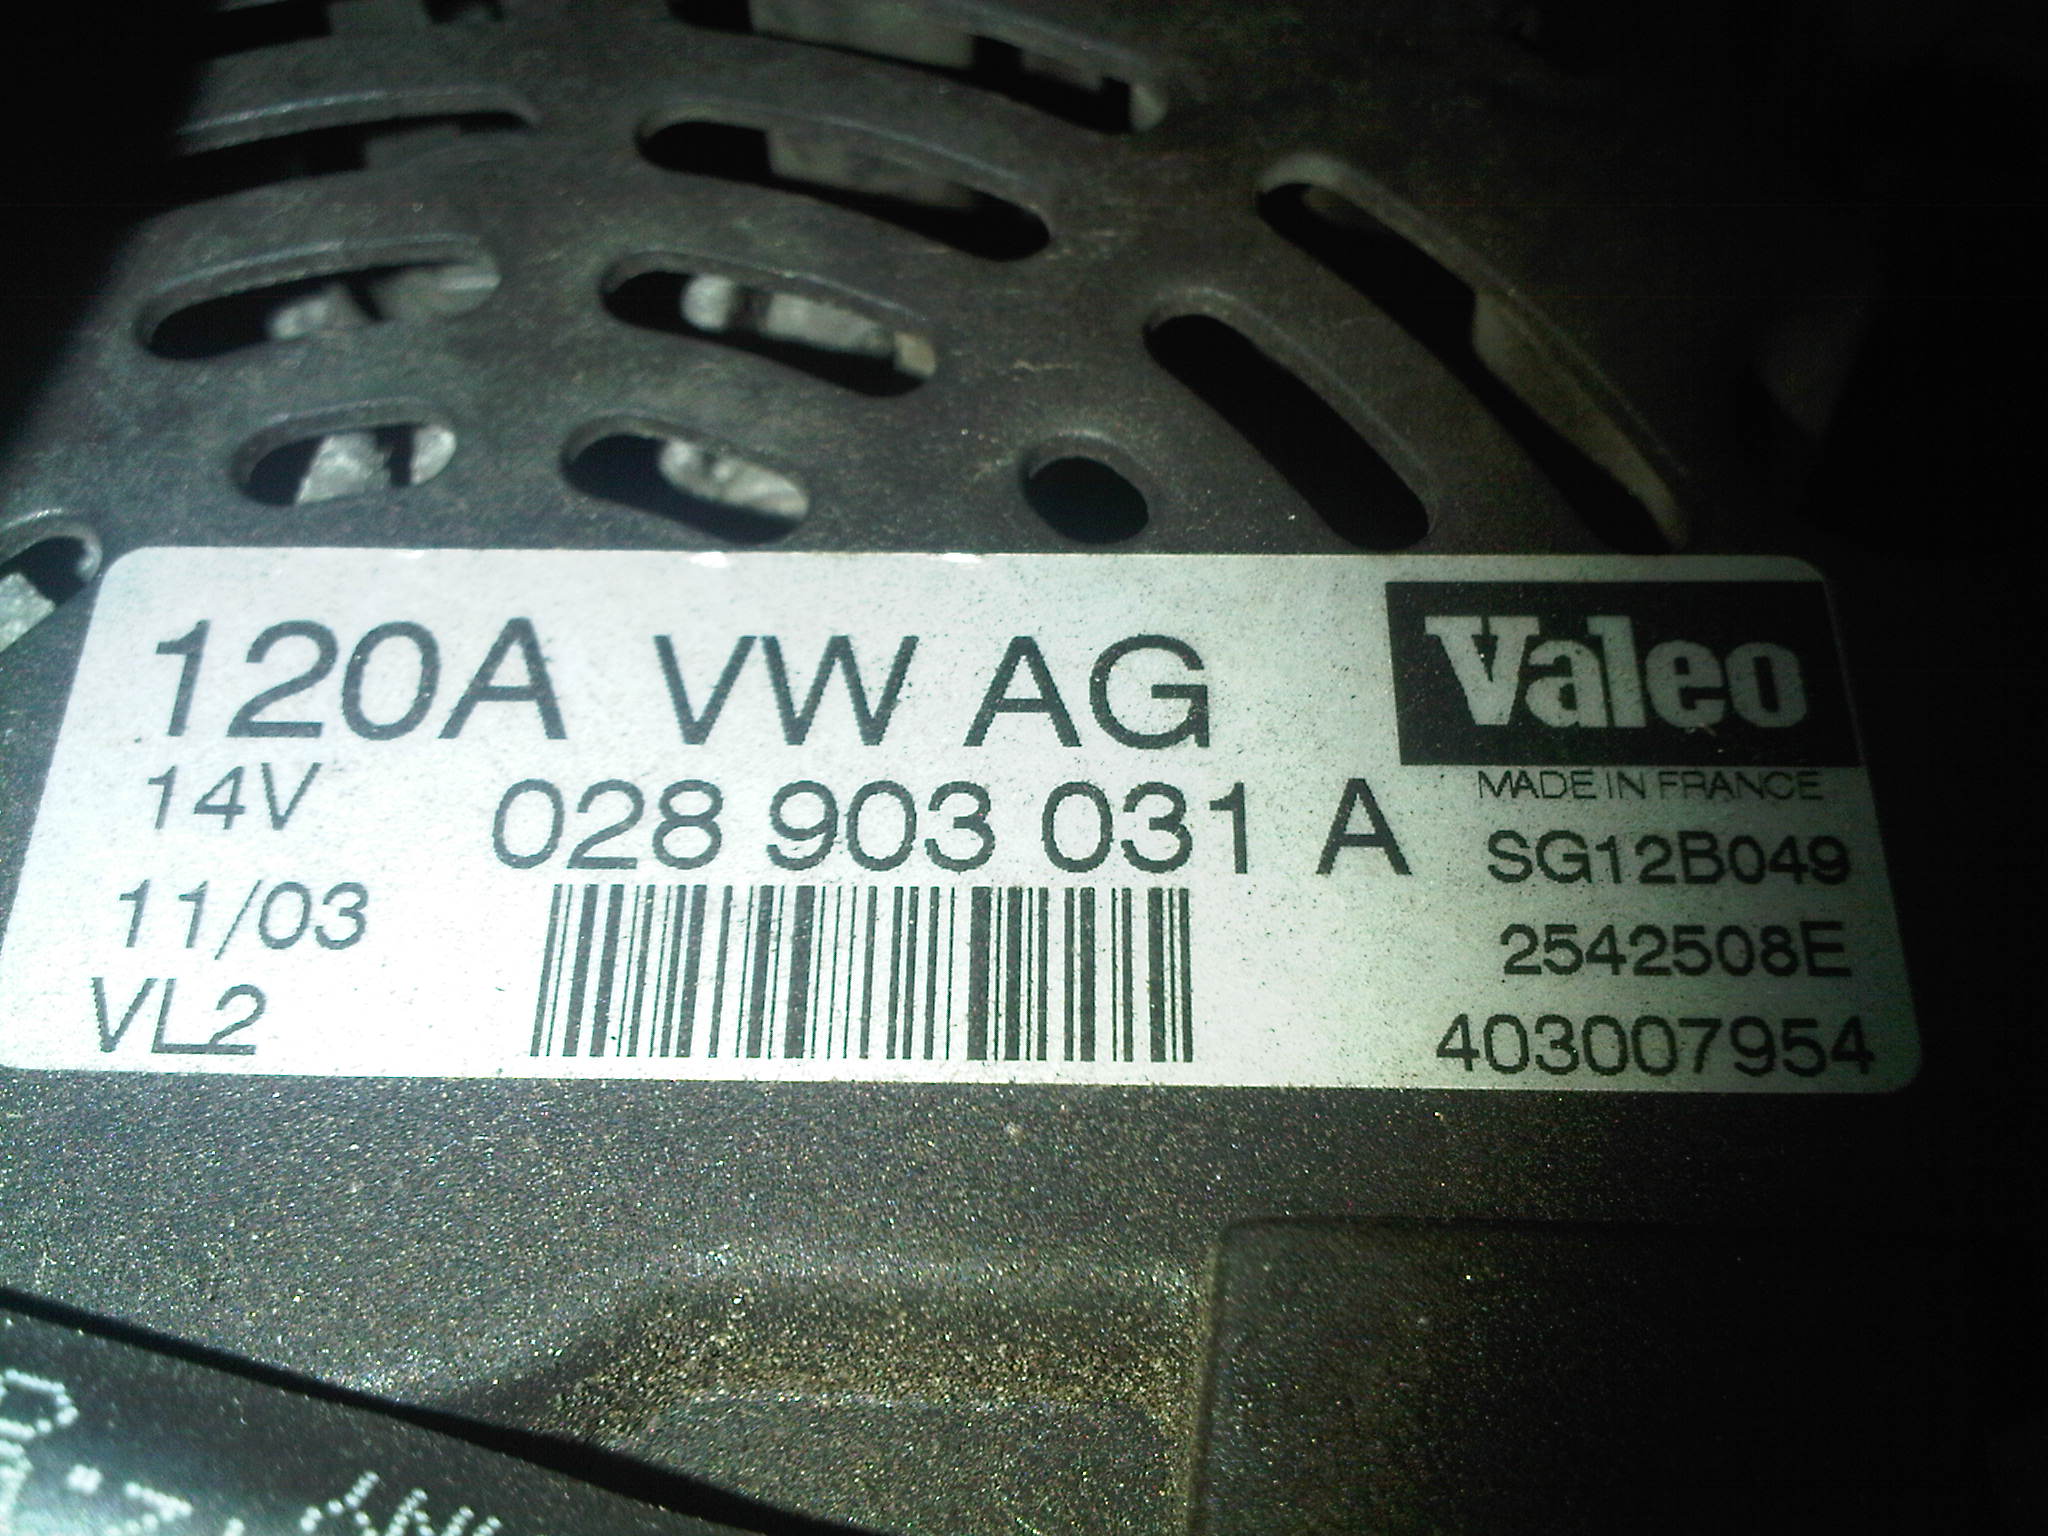 120A VW AG
Valeo
MADE IN FRANCE
14V
028 903 031 A
SG12B049
11/03
2542508E
VL2
403007954